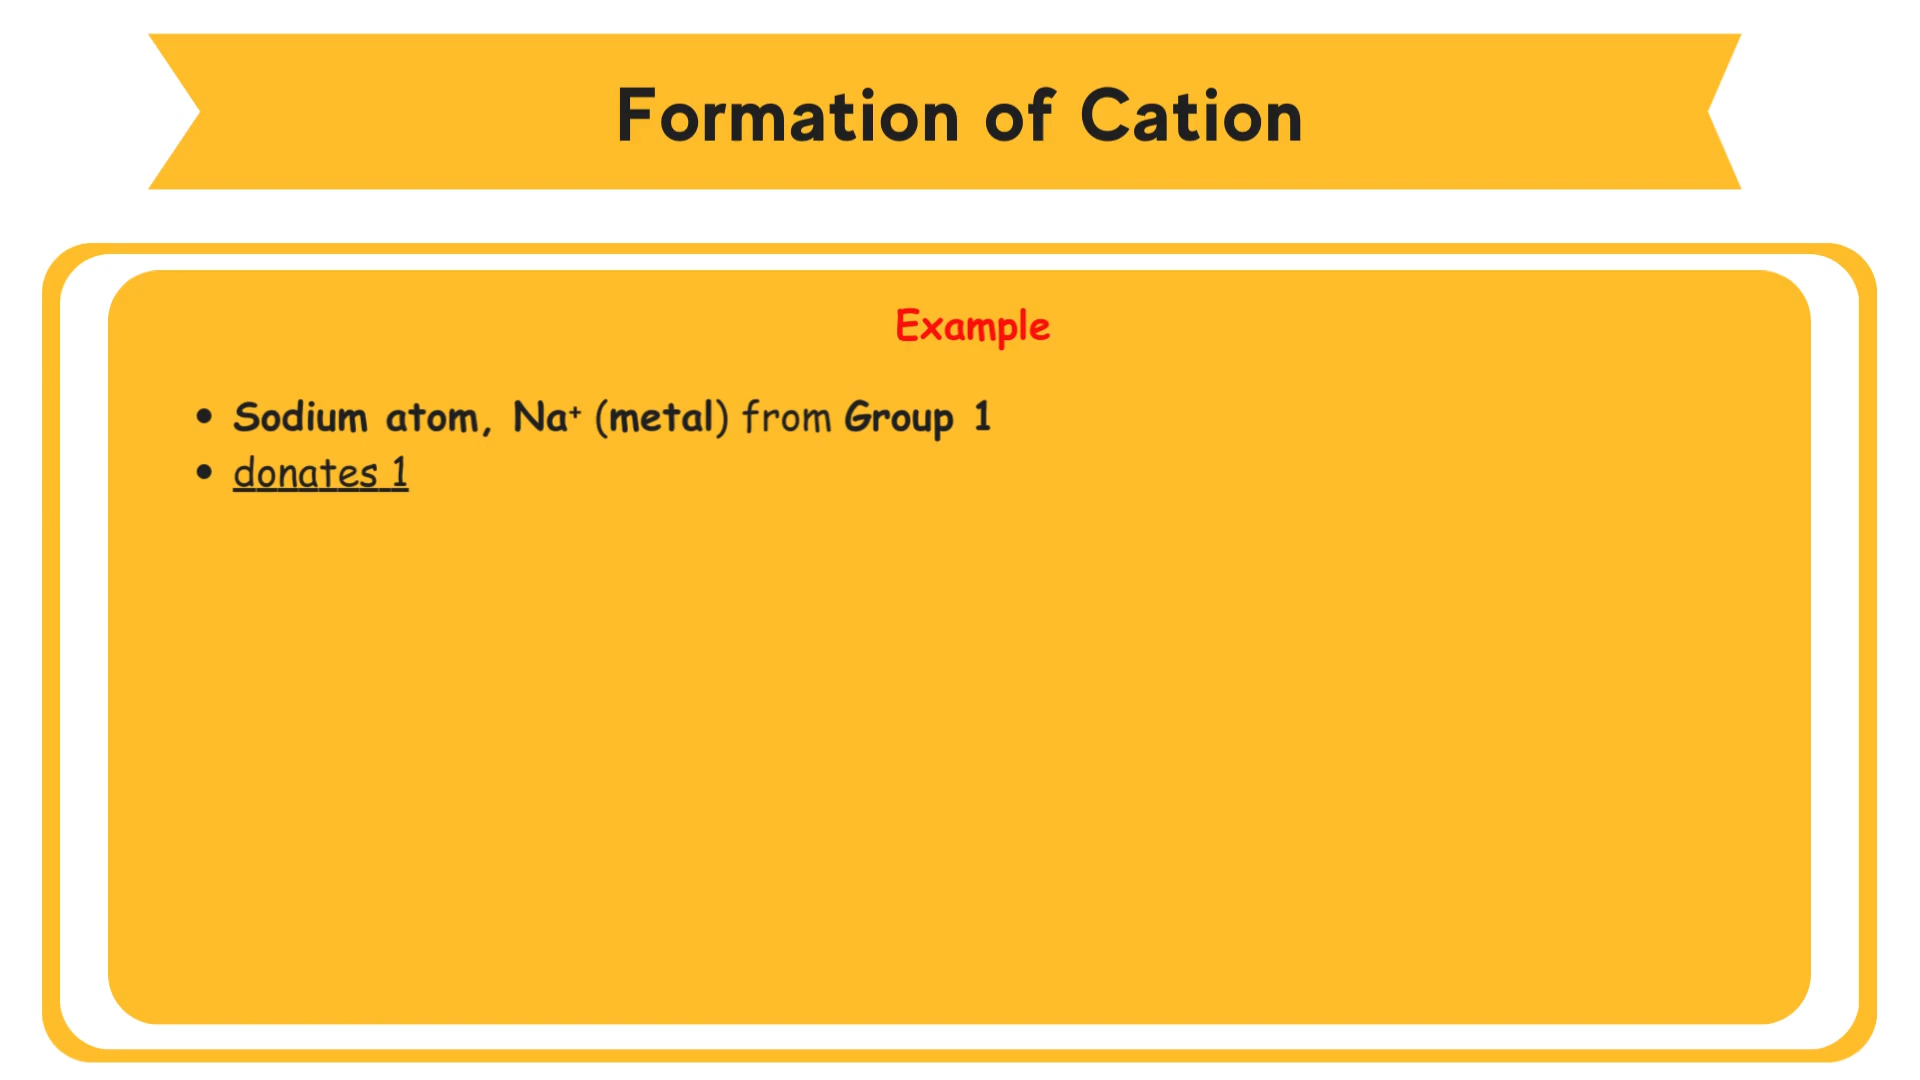 Formation of Cation
Example
• Sodium atom, Na⁺ (metal) from Group 1
• donates 1